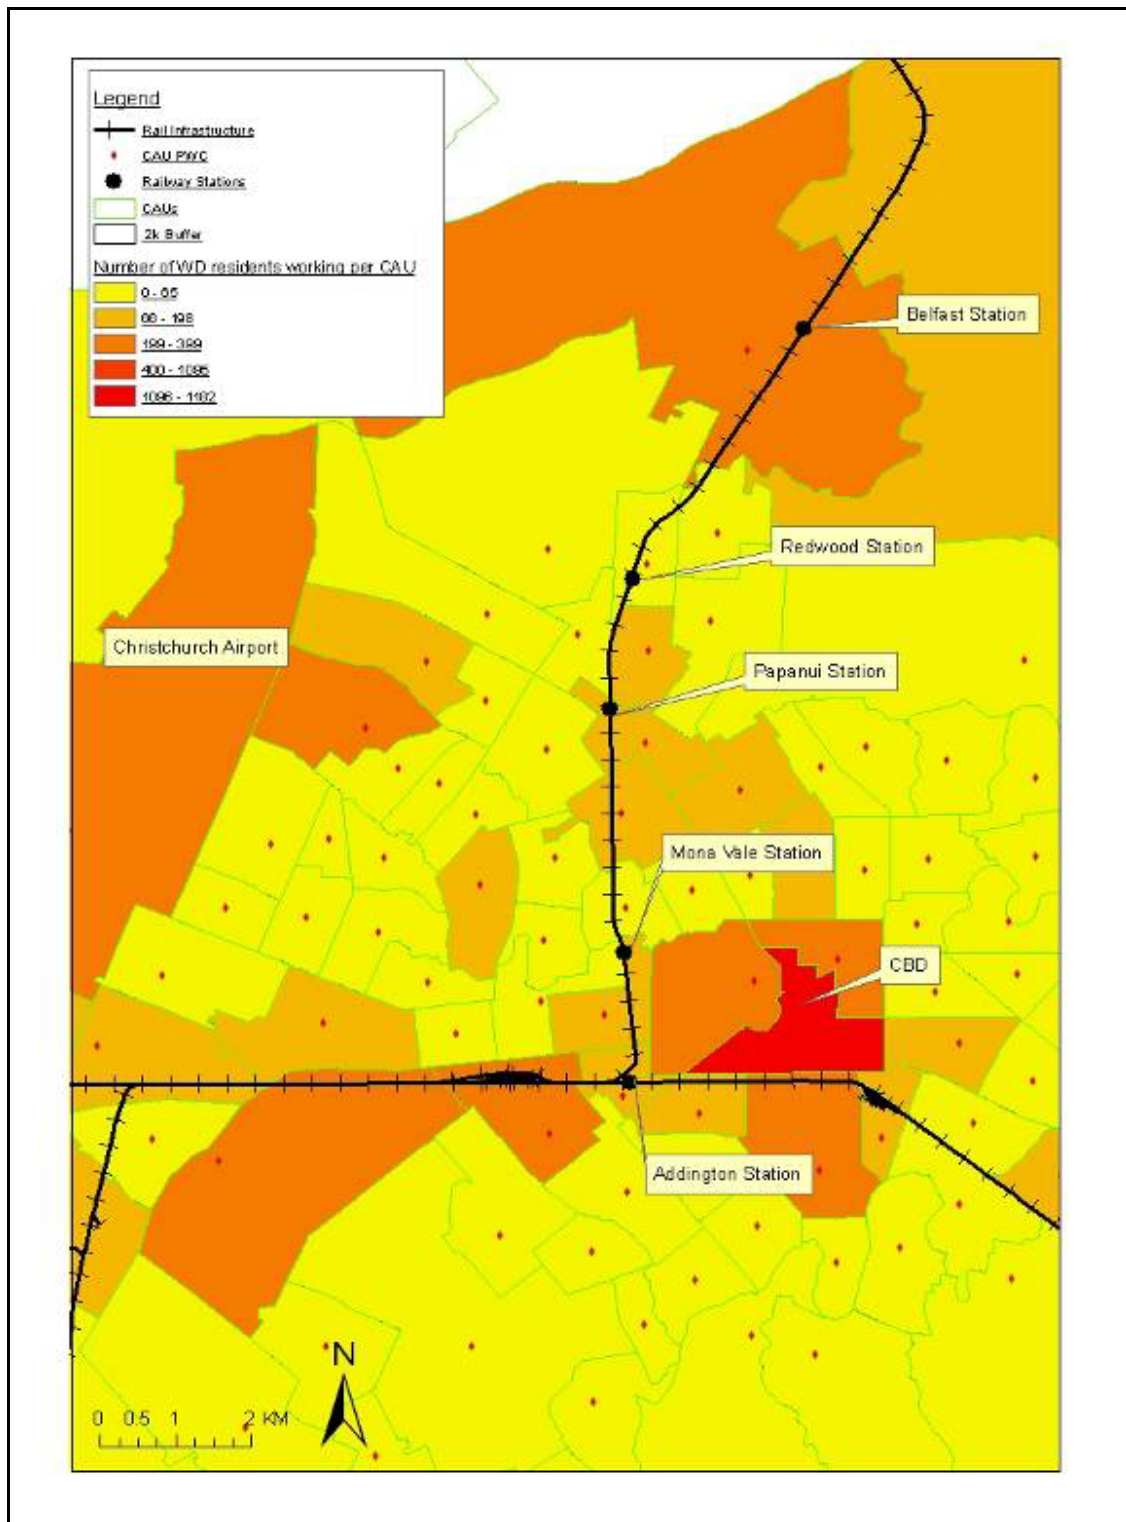 Legend
Rail Infrastructure
CAU PWC
Railway Stations
CAUs
2k Buffer
Number of WD residents working per CAU
0 - 65
66 - 198
199 - 399
400 - 1095
1096 - 1182
Belfast Station
Redwood Station
Christchurch Airport
Papanui Station
Mona Vale Station
CBD
Addington Station
N
0 0.5 1 2 KM